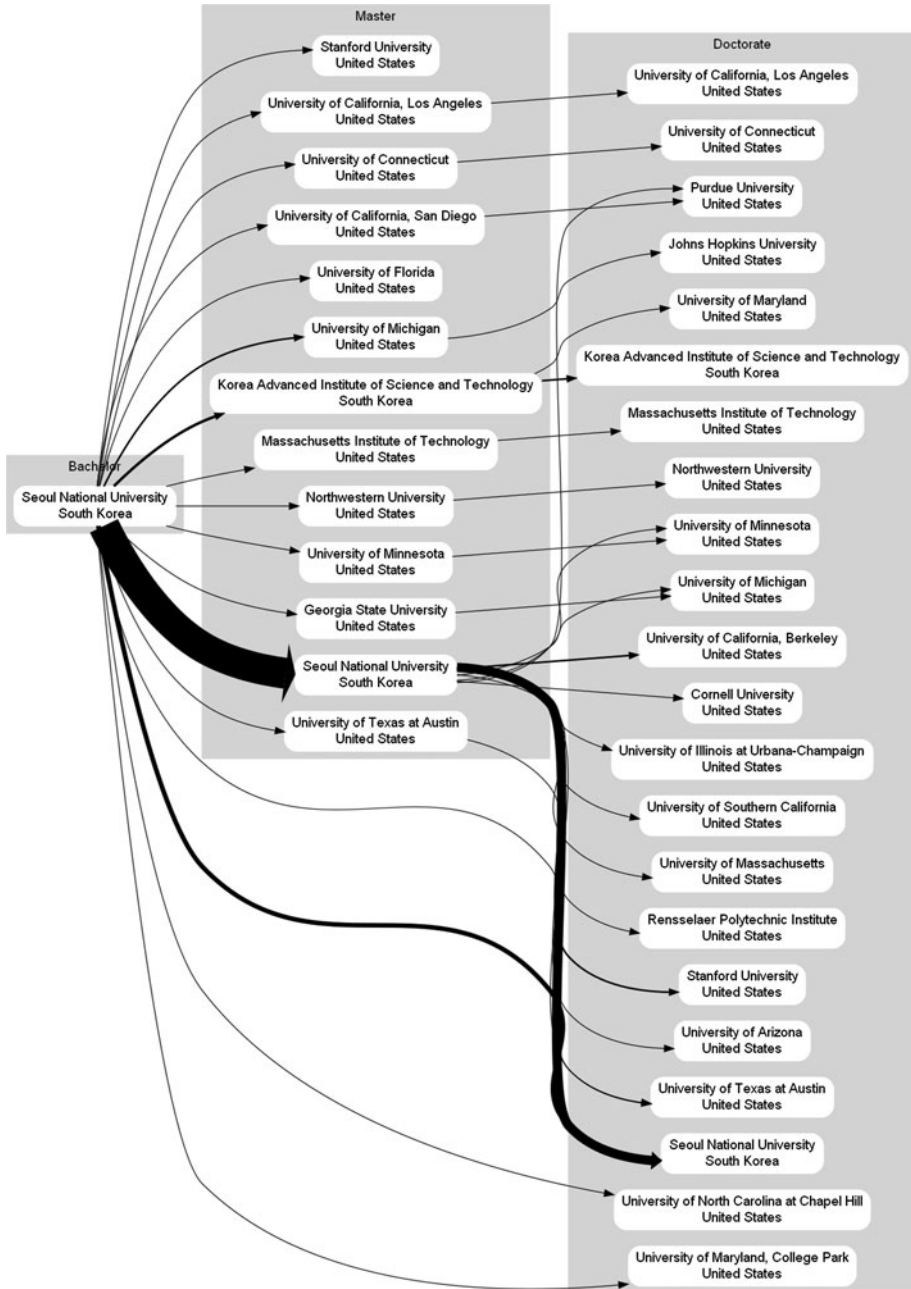 Master
Stanford University
United States
University of California, Los Angeles
United States
University of Connecticut
United States
University of California, San Diego
United States
University of Florida
United States
University of Michigan
United States
Korea Advanced Institute of Science and Technology
South Korea
Massachusetts Institute of Technology
United States
Northwestern University
United States
University of Minnesota
United States
Georgia State University
United States
Seoul National University
South Korea
University of Texas at Austin
United States
Bachelor
Seoul National University
South Korea
Doctorate
University of California, Los Angeles
United States
University of Connecticut
United States
Purdue University
United States
Johns Hopkins University
United States
University of Maryland
United States
Korea Advanced Institute of Science and Technology
South Korea
Massachusetts Institute of Technology
United States
Northwestern University
United States
University of Minnesota
United States
University of Michigan
United States
University of California, Berkeley
United States
Cornell University
United States
University of Illinois at Urbana-Champaign
United States
University of Southern California
United States
University of Massachusetts
United States
Rensselaer Polytechnic Institute
United States
Stanford University
United States
University of Arizona
United States
University of Texas at Austin
United States
Seoul National University
South Korea
University of North Carolina at Chapel Hill
United States
University of Maryland, College Park
United States